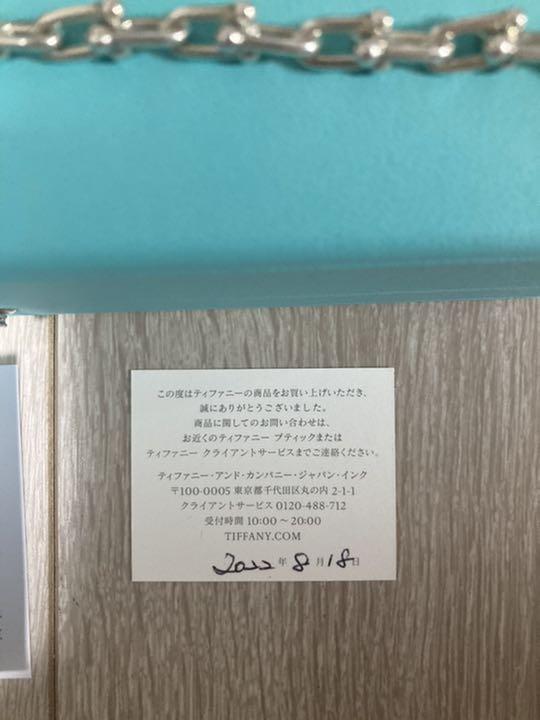 この度はティファニーの商品をお買い上げいただき、
誠にありがとうございました。
商品に関してのお問い合わせは、
お近くのティファニー ブティックまたは
ティファニー クライアントサービスまでご連絡ください。
ティファニー・アンド・カンパニー・ジャパン・インク
〒100-0005 東京都千代田区丸の内 2-1-1
クライアントサービス 0120-488-712
受付時間 10:00～20:00
TIFFANY.COM
2022年 8月18日